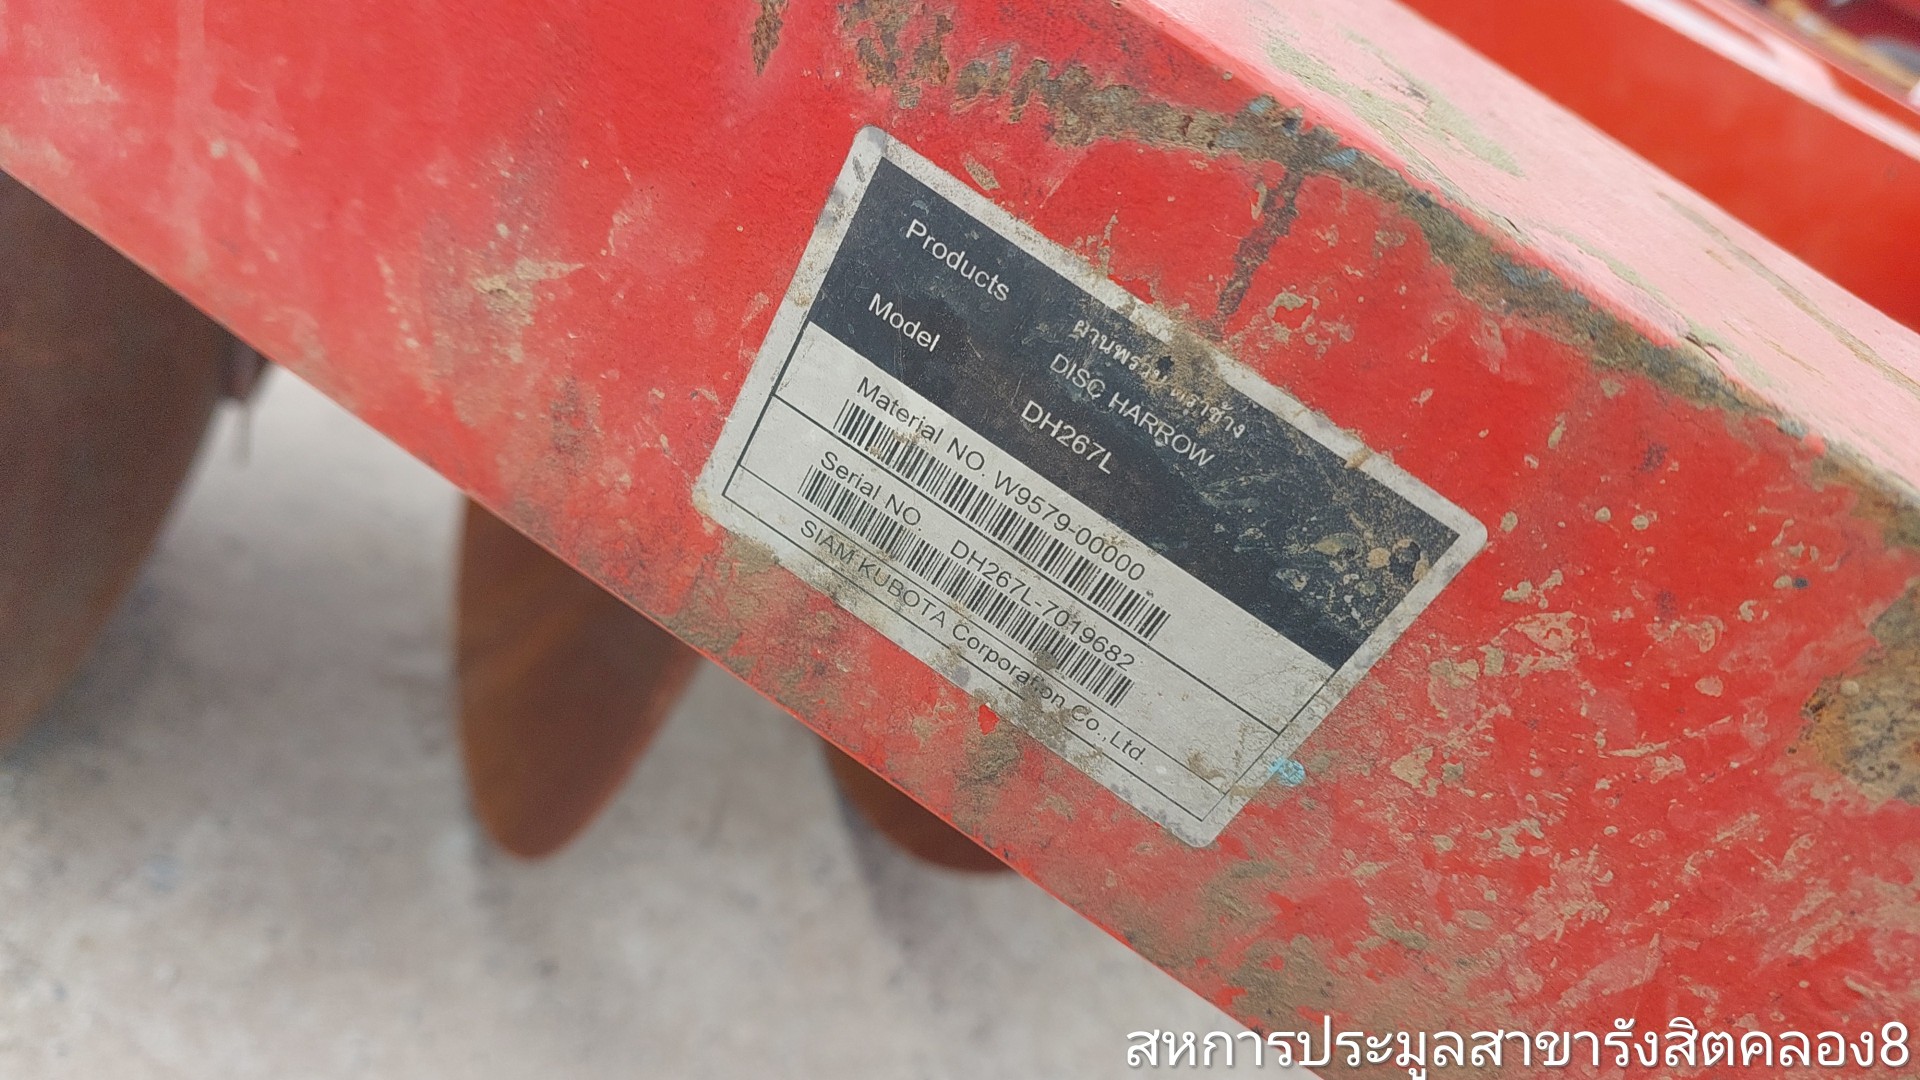 Products ผานพรวน ตราช้าง
DISC HARROW
Model DH267L
Material NO. W9579-00000
Serial NO. DH267L-7019682
SIAM KUBOTA Corporation Co.,Ltd.
สหการประมูลสาขารังสิตคลอง8